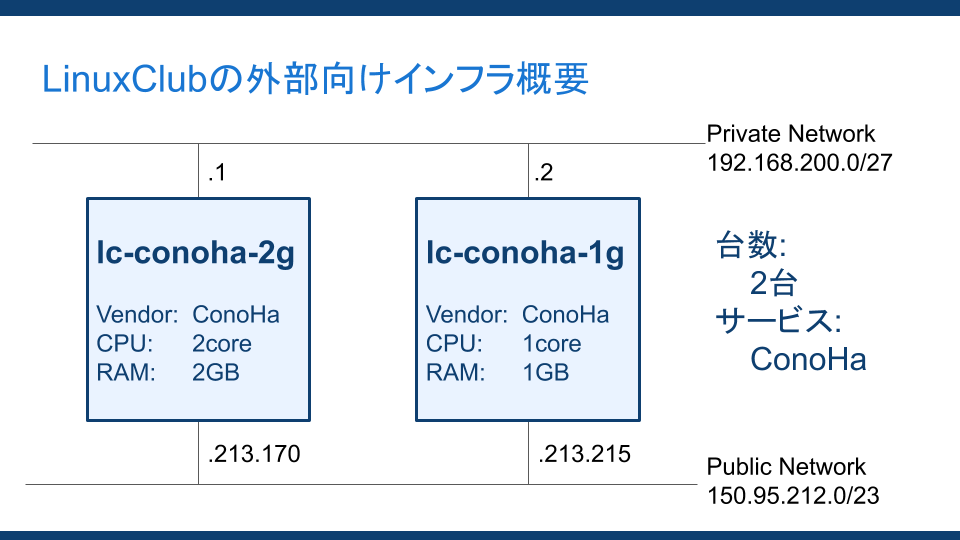 LinuxClubの外部向けインフラ概要
Private Network
192.168.200.0/27
.1
.2
lc-conoha-2g
Vendor: ConoHa
CPU: 2core
RAM: 2GB
lc-conoha-1g
Vendor: ConoHa
CPU: 1core
RAM: 1GB
台数:
2台
サービス:
ConoHa
.213.170
.213.215
Public Network
150.95.212.0/23